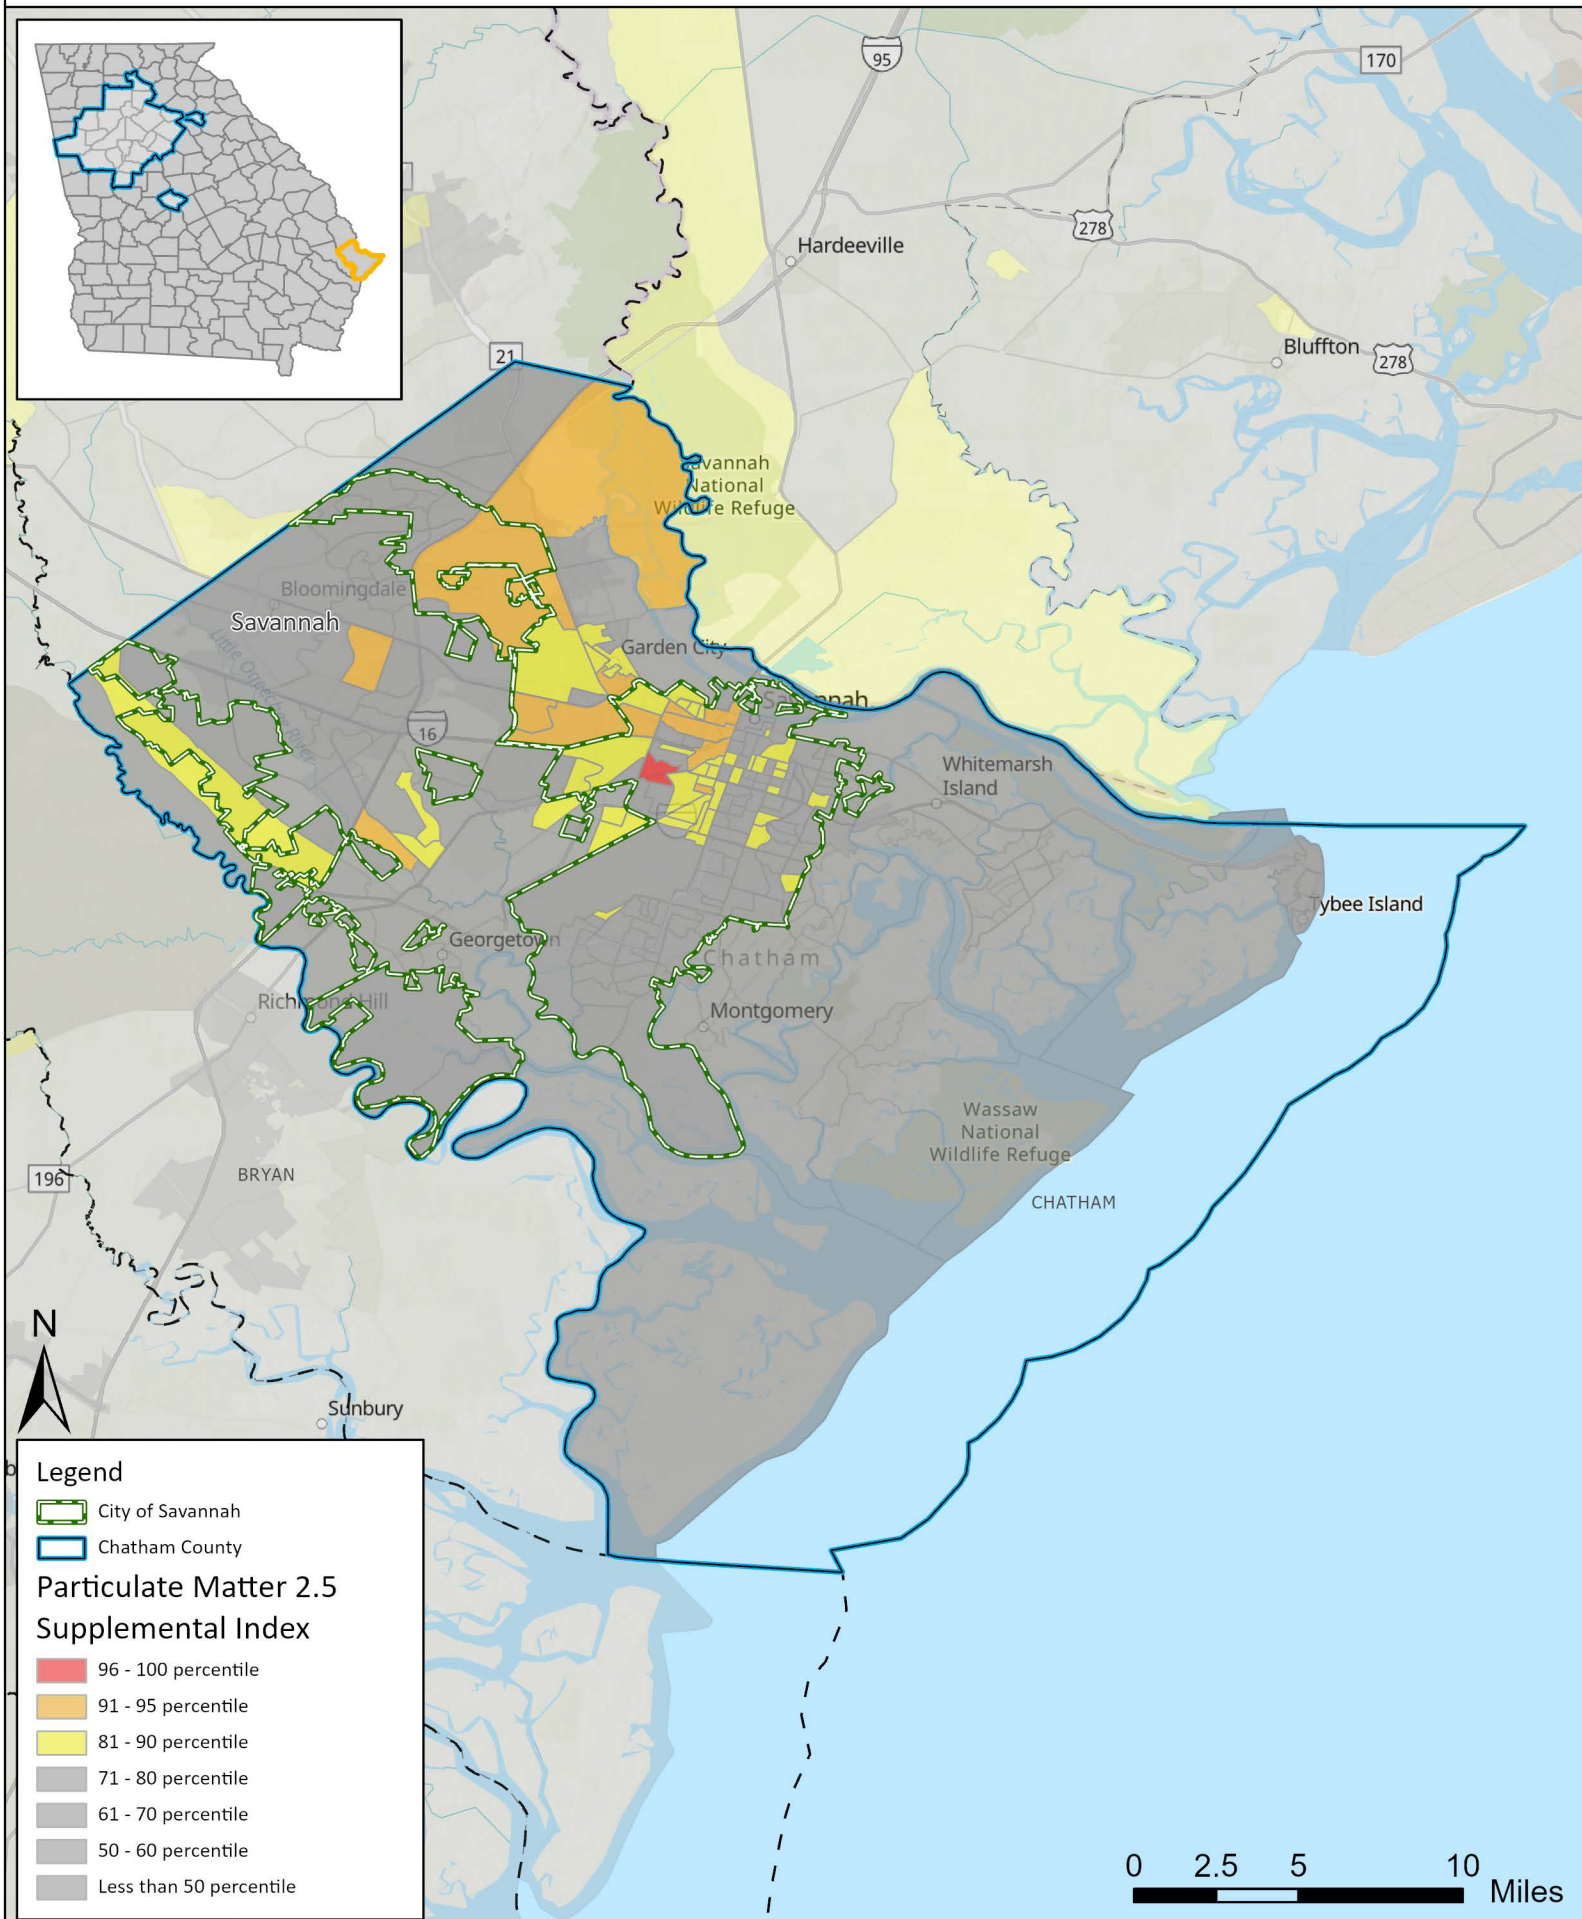 95
170
278
Hardeeville
Bluffton
278
21
Savannah
National
Wildlife Refuge
Bloomingdale
Savannah
Little Ogeechee River
Garden City
Savannah
16
Whitemarsh
Island
Tybee Island
Georgetown
Chatham
Richmond Hill
Montgomery
Wassaw
National
Wildlife Refuge
196
BRYAN
CHATHAM
N
Sunbury
Legend
City of Savannah
Chatham County
Particulate Matter 2.5
Supplemental Index
96 - 100 percentile
91 - 95 percentile
81 - 90 percentile
71 - 80 percentile
61 - 70 percentile
50 - 60 percentile
Less than 50 percentile
0 2.5 5 10
Miles